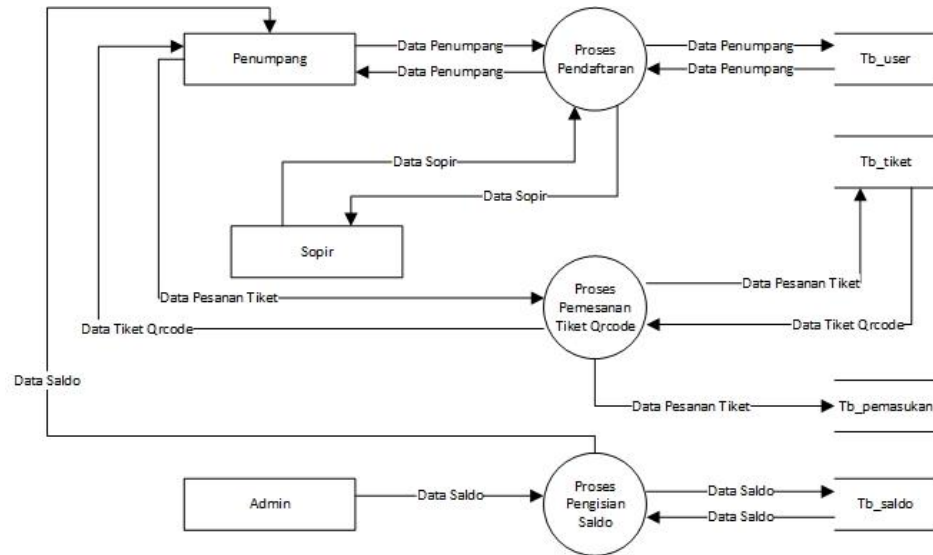 Penumpang
Data Penumpang
Data Penumpang
Proses
Pendaftaran
Data Penumpang
Data Penumpang
Tb_user
Data Sopir
Data Sopir
Tb_tiket
Sopir
Data Pesanan Tiket
Data Tiket Qrcode
Proses
Pemesanan
Tiket Qrcode
Data Pesanan Tiket
Data Tiket Qrcode
Data Saldo
Data Pesanan Tiket
Tb_pemasukan
Admin
Data Saldo
Proses
Pengisian
Saldo
Data Saldo
Data Saldo
Tb_saldo